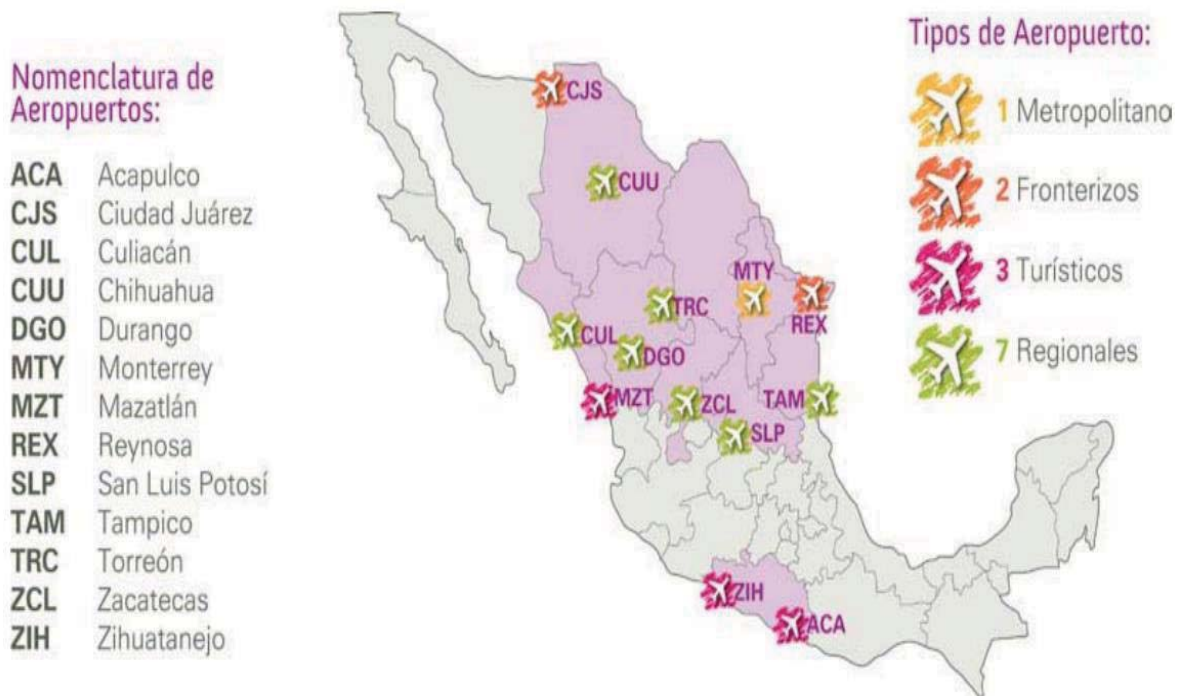 Nomenclatura de
Aeropuertos:
ACA Acapulco
CJS Ciudad Juárez
CUL Culiacán
CUU Chihuahua
DGO Durango
MTY Monterrey
MZT Mazatlán
REX Reynosa
SLP San Luis Potosí
TAM Tampico
TRC Torreón
ZCL Zacatecas
ZIH Zihuatanejo
CJS
CUU
MTY
TRC
REX
CUL
DGO
MZT
ZCL
TAM
SLP
ZIH
ACA
Tipos de Aeropuerto:
1 Metropolitano
2 Fronterizos
3 Turísticos
7 Regionales